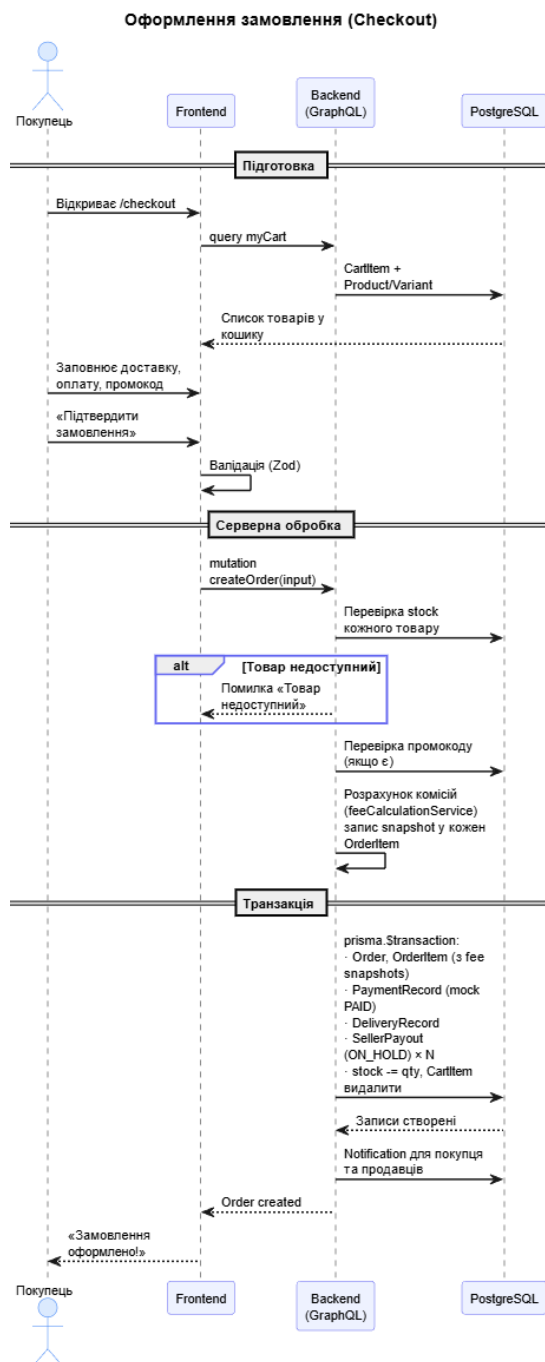 Оформлення замовлення (Checkout)
Покупець
Frontend
Backend
(GraphQL)
PostgreSQL
Підготовка
Відкриває /checkout
query myCart
CartItem +
Product/Variant
Список товарів у
кошику
Заповнює доставку,
оплату, промокод
«Підтвердити
замовлення»
Валідація (Zod)
Серверна обробка
mutation
createOrder(input)
Перевірка stock
кожного товару
alt
[Товар недоступний]
Помилка «Товар
недоступний»
Перевірка промокоду
(якщо є)
Розрахунок комісій
(feeCalculationService)
запис snapshot у кожен
OrderItem
Транзакція
prisma.$transaction:
· Order, OrderItem (з fee
snapshots)
· PaymentRecord (mock
PAID)
· DeliveryRecord
· SellerPayout
(ON_HOLD) × N
· stock -= qty, CartItem
видалити
Записи створені
Notification для покупця
та продавців
Order created
«Замовлення
оформлено!»
Покупець
Frontend
Backend
(GraphQL)
PostgreSQL